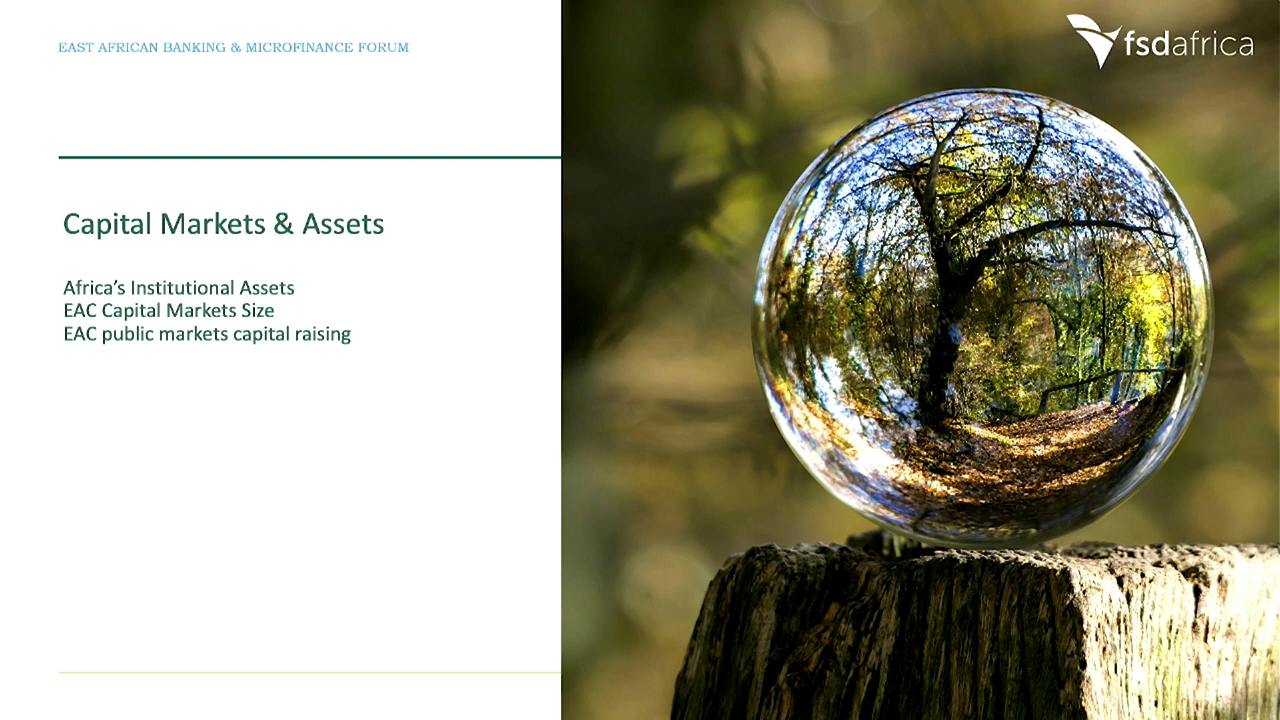 EAST AFRICAN BANKING & MICROFINANCE FORUM
fsdafrica
Capital Markets & Assets
Africa’s Institutional Assets
EAC Capital Markets Size
EAC public markets capital raising